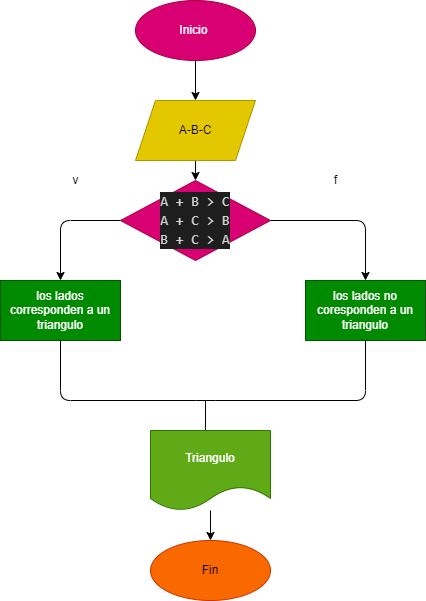 Inicio
A-B-C
v
f
A + B > C
A + C > B
B + C > A
los lados
corresponden a un
triangulo
los lados no
coresponden a un
triangulo
Triangulo
Fin